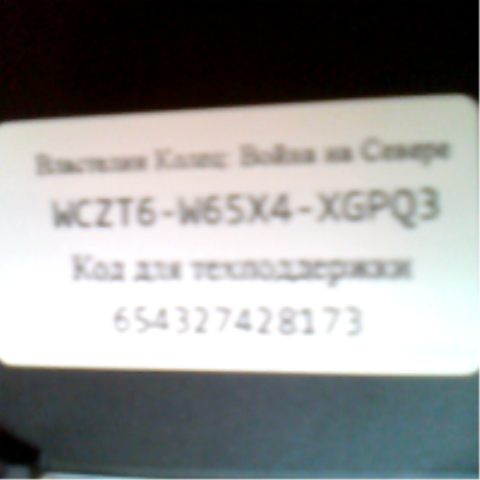 Властелин Колец: Война на Севере
WCZT6-W65X4-XGPQ3
Код для техподдержки
654327428173